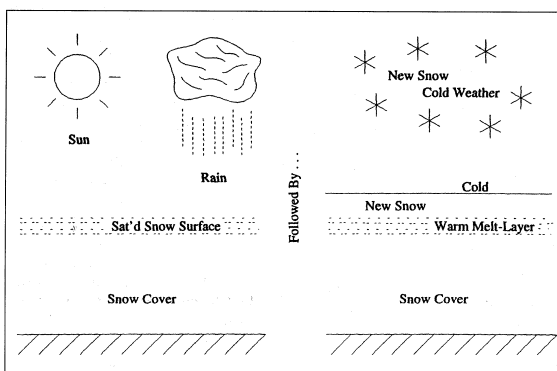 Sun
Rain
Sat'd Snow Surface
Snow Cover
Followed By . . .
New Snow
Cold Weather
Cold
New Snow
Warm Melt-Layer
Snow Cover